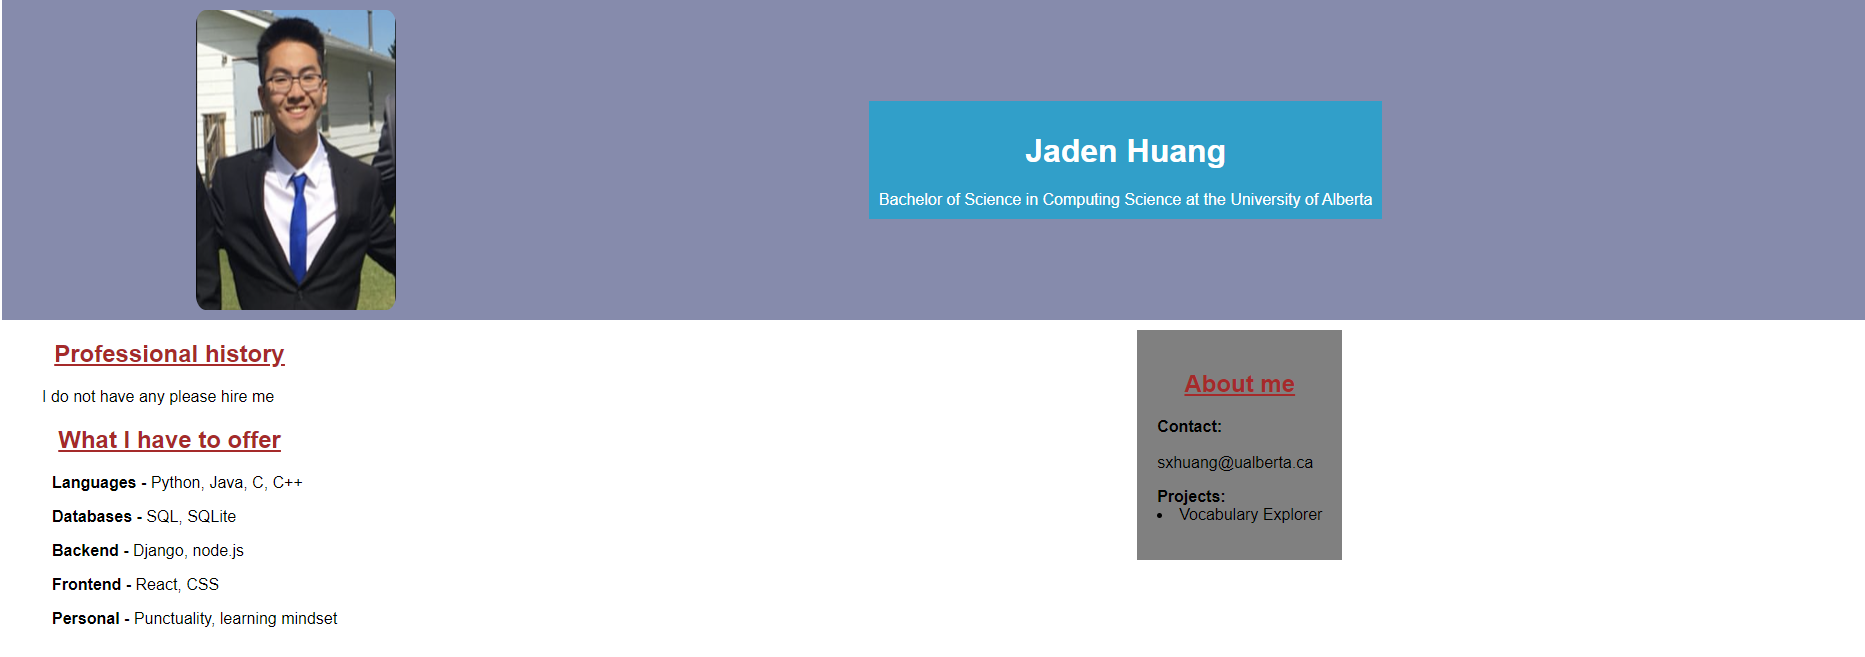 Jaden Huang
Bachelor of Science in Computing Science at the University of Alberta
Professional history
I do not have any please hire me
What I have to offer
Languages - Python, Java, C, C++
Databases - SQL, SQLite
Backend - Django, node.js
Frontend - React, CSS
Personal - Punctuality, learning mindset
About me
Contact:
sxhuang@ualberta.ca
Projects:
• Vocabulary Explorer